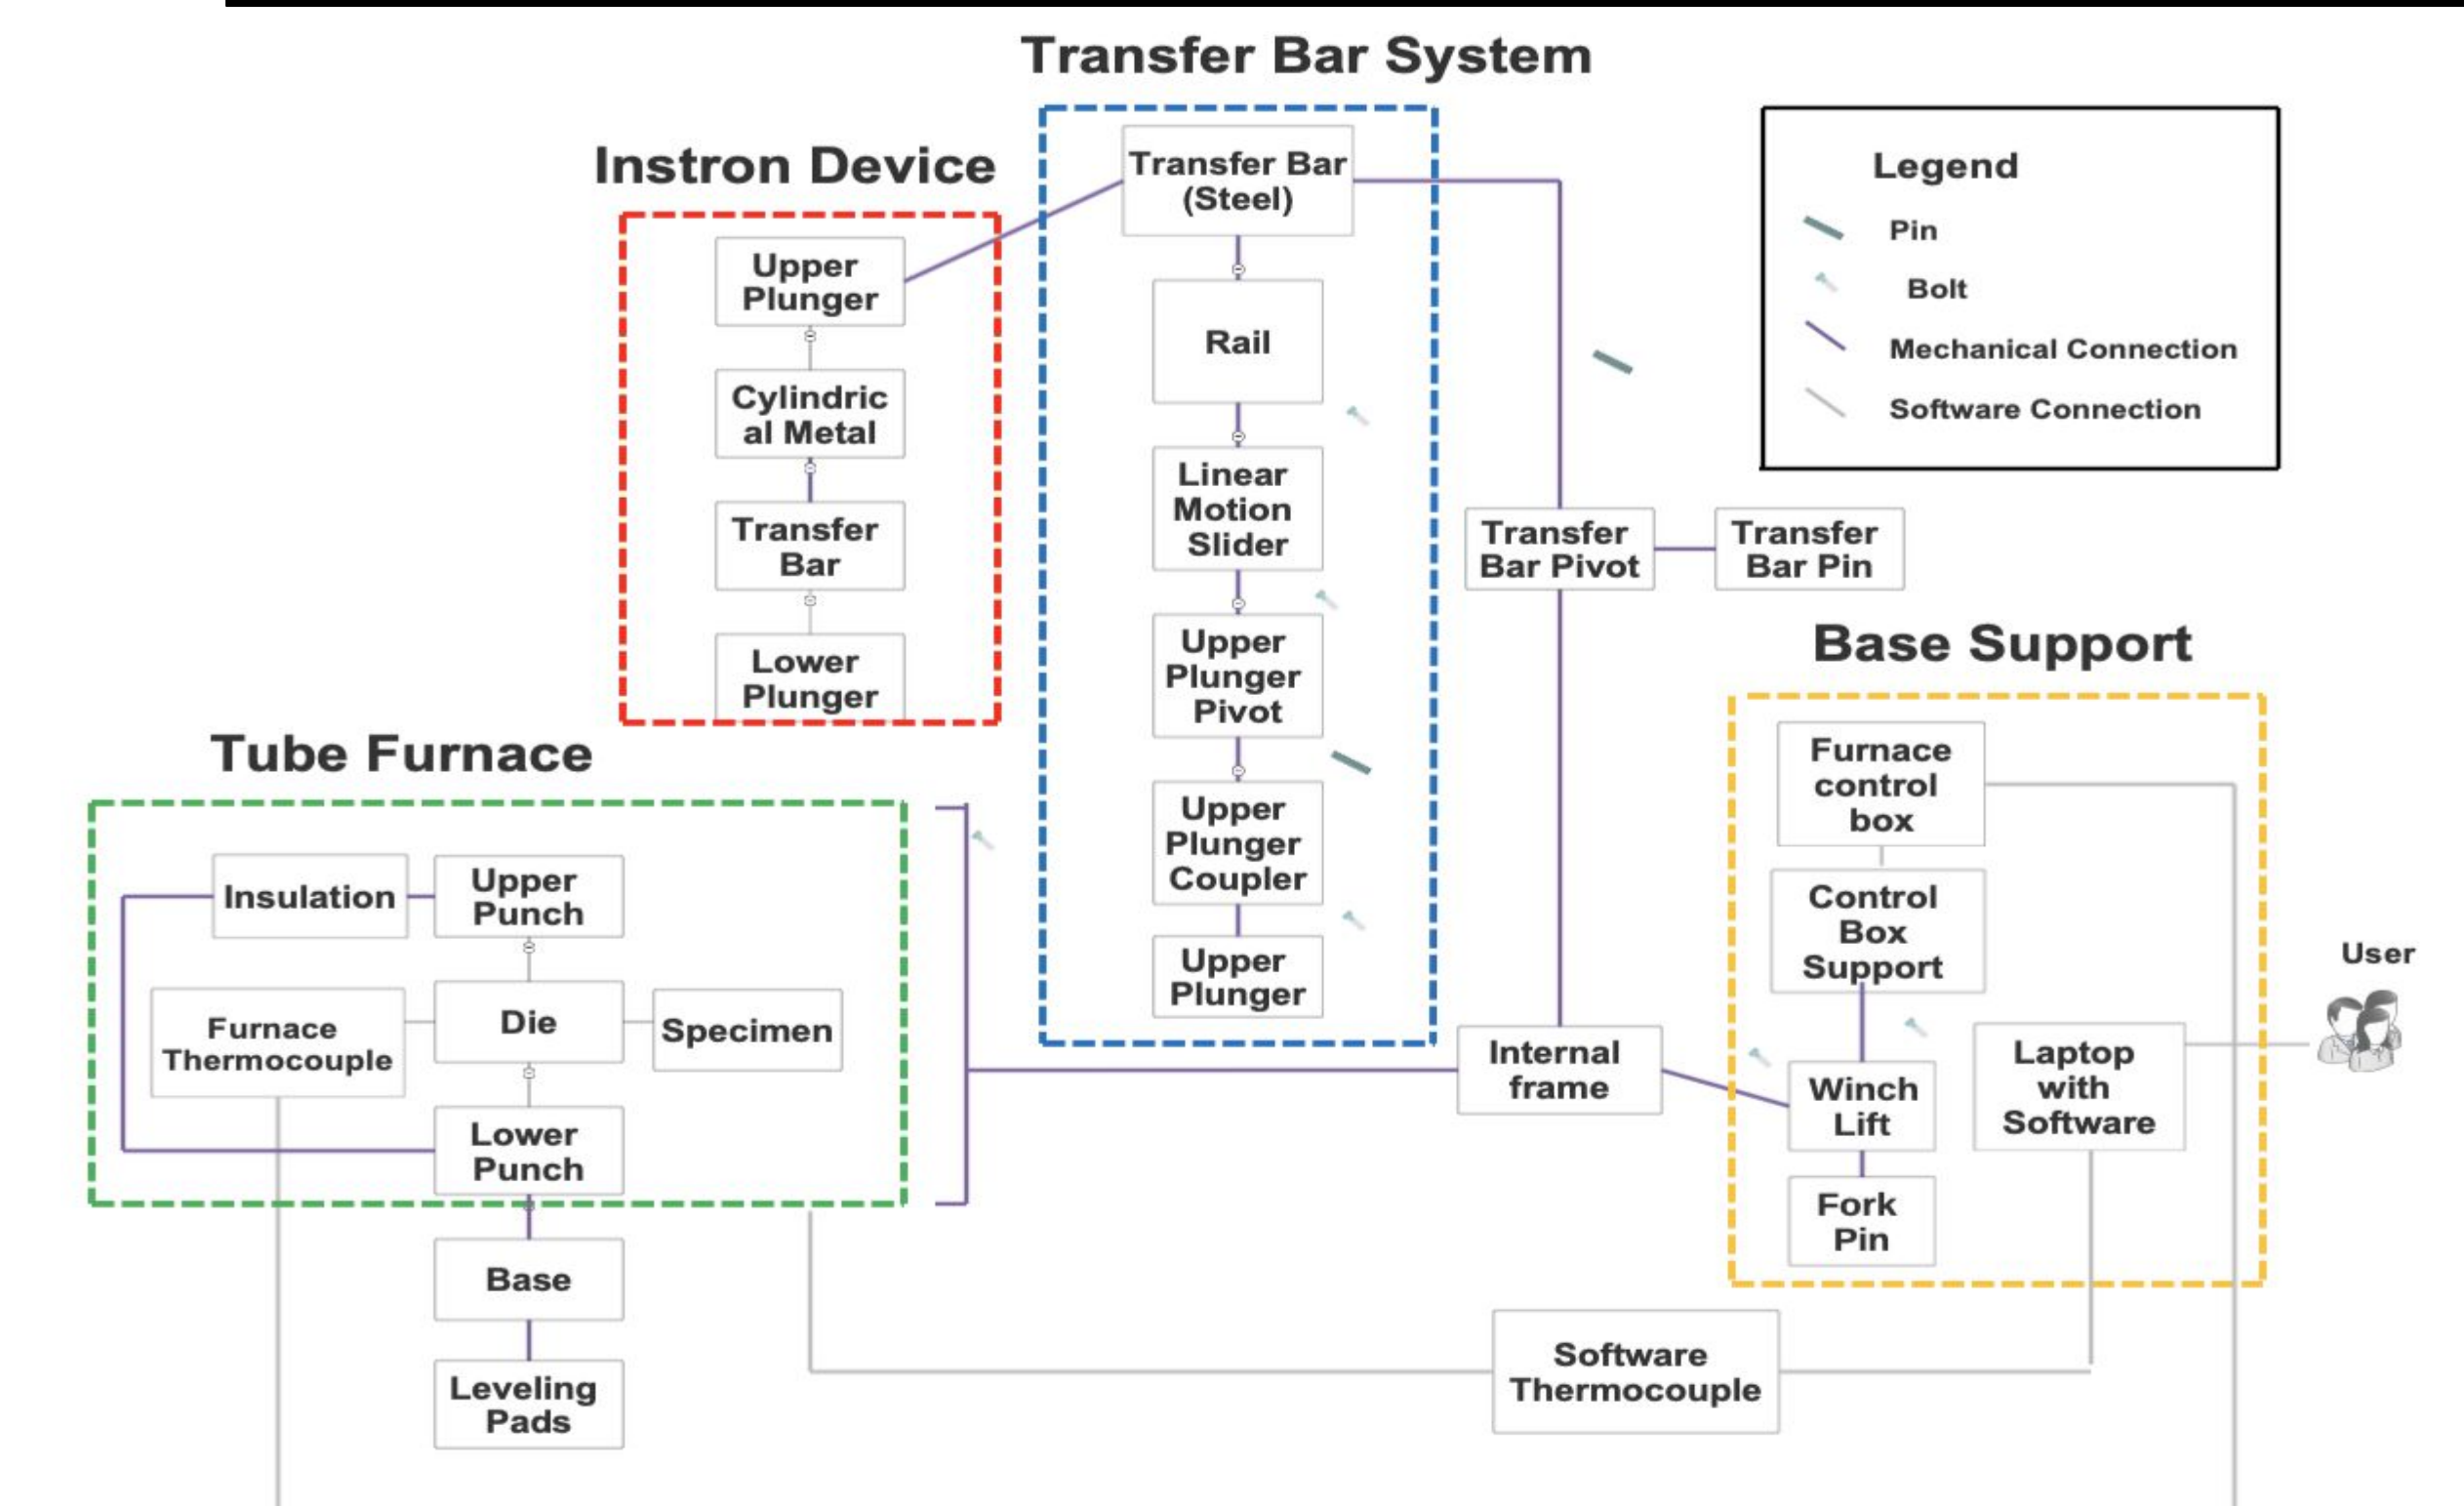 Transfer Bar System
Instron Device
Transfer Bar
(Steel)
Legend
Pin
Bolt
Mechanical Connection
Software Connection
Upper
Plunger
Cylindric
al Metal
Transfer
Bar
Lower
Plunger
Rail
Linear
Motion
Slider
Upper
Plunger
Pivot
Upper
Plunger
Coupler
Upper
Plunger
Transfer
Bar Pivot
Transfer
Bar Pin
Base Support
Furnace
control
box
Control
Box
Support
Winch
Lift
Fork
Pin
Laptop
with
Software
User
Internal
frame
Tube Furnace
Insulation
Upper
Punch
Furnace
Thermocouple
Die
Specimen
Lower
Punch
Base
Leveling
Pads
Software
Thermocouple